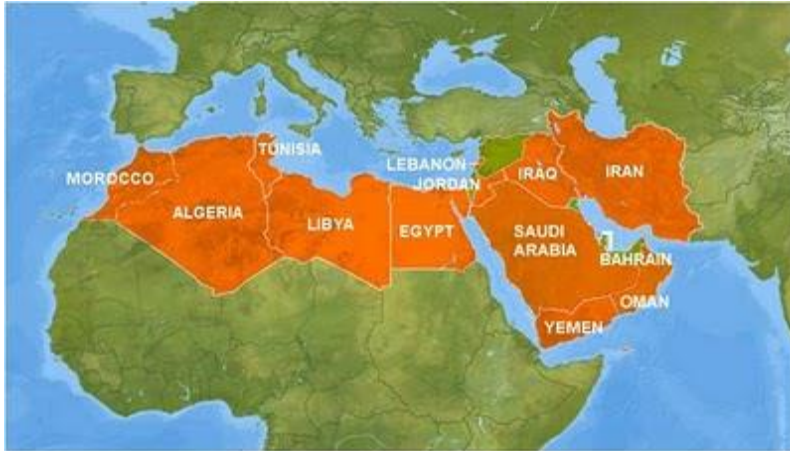 TUNISIA
MOROCCO
LEBANON
JORDAN
IRAQ
IRAN
ALGERIA
LIBYA
EGYPT
SAUDI
ARABIA
BAHRAIN
OMAN
YEMEN